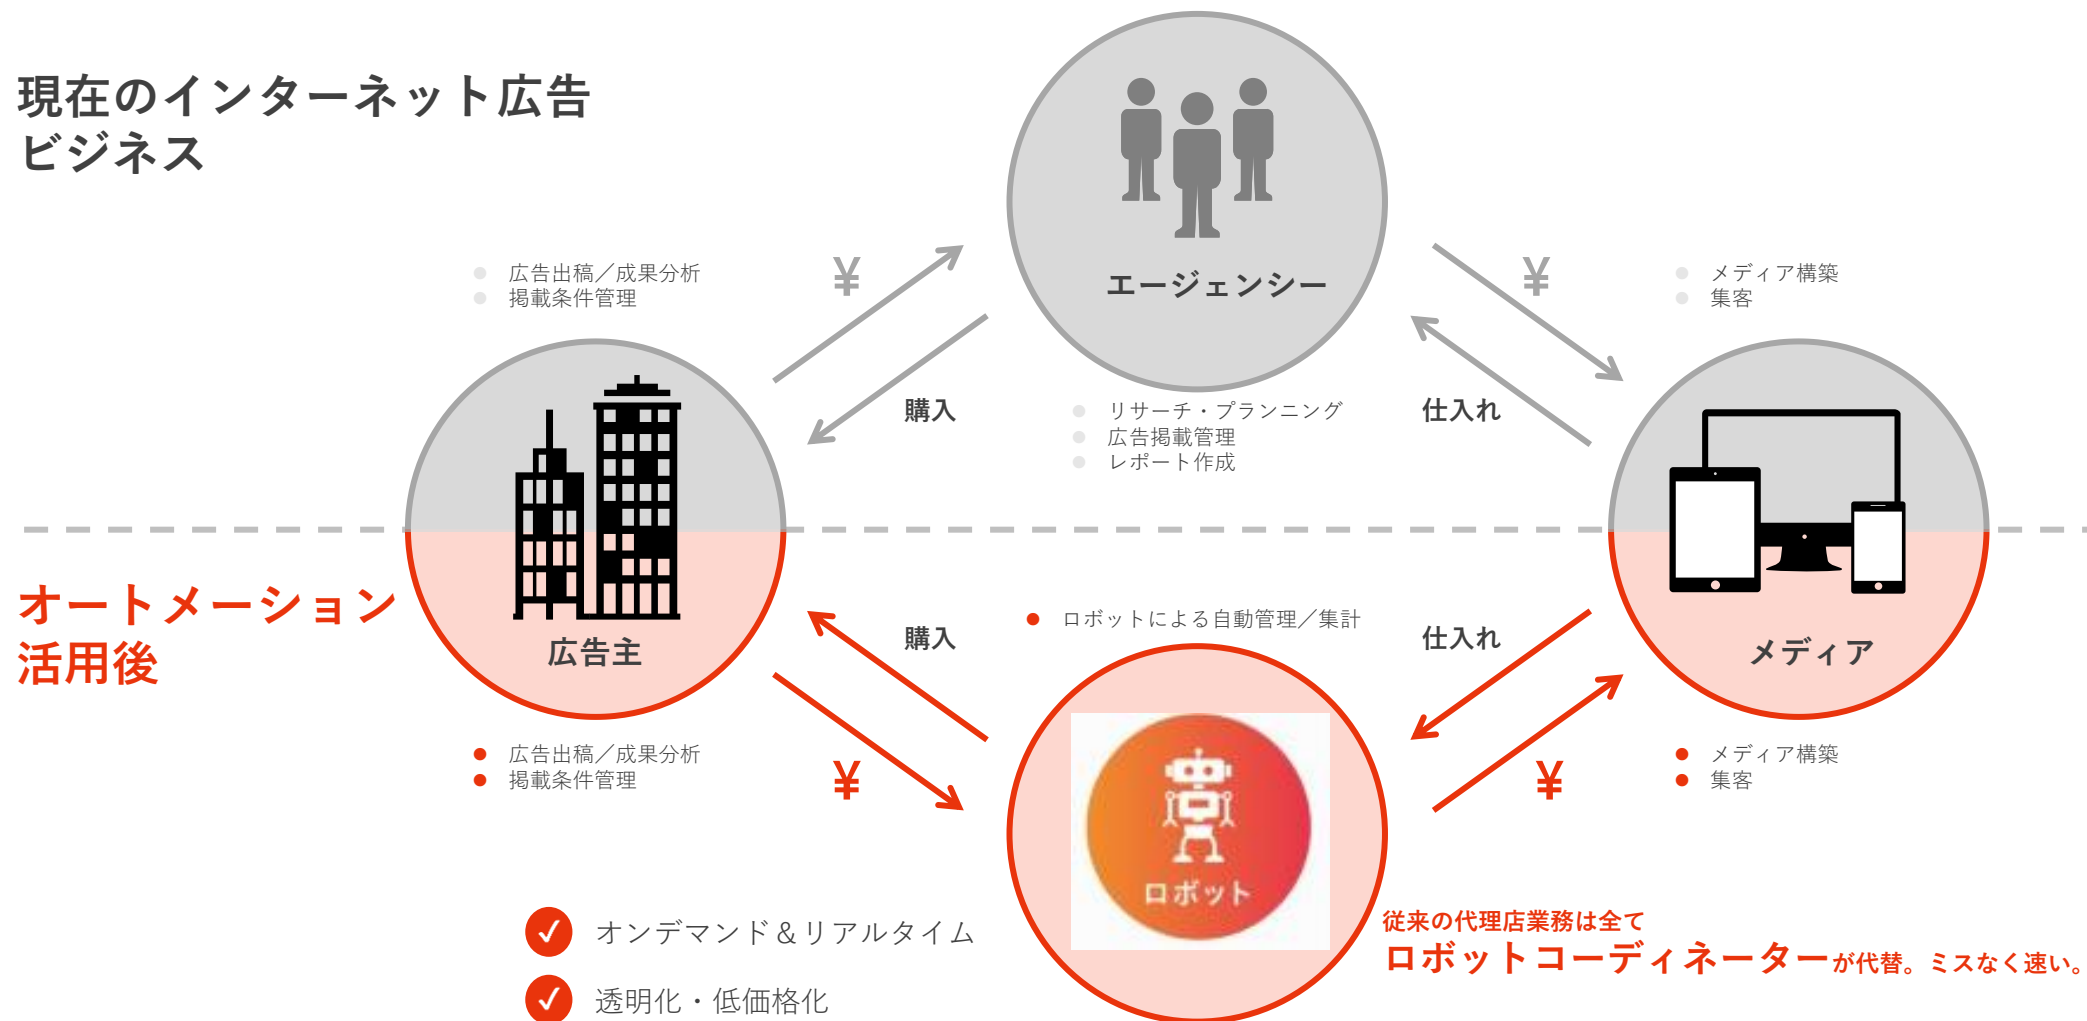 現在のインターネット広告
ビジネス
エージェンシー
広告出稿／成果分析
掲載条件管理
¥
¥
メディア構築
集客
購入
リサーチ・プランニング
広告掲載管理
レポート作成
仕入れ
オートメーション
活用後
広告主
購入
ロボットによる自動管理／集計
仕入れ
メディア
広告出稿／成果分析
掲載条件管理
¥
¥
メディア構築
集客
ロボット
オンデマンド＆リアルタイム
透明化・低価格化
従来の代理店業務は全て
ロボットコーディネーターが代替。ミスなく速い。